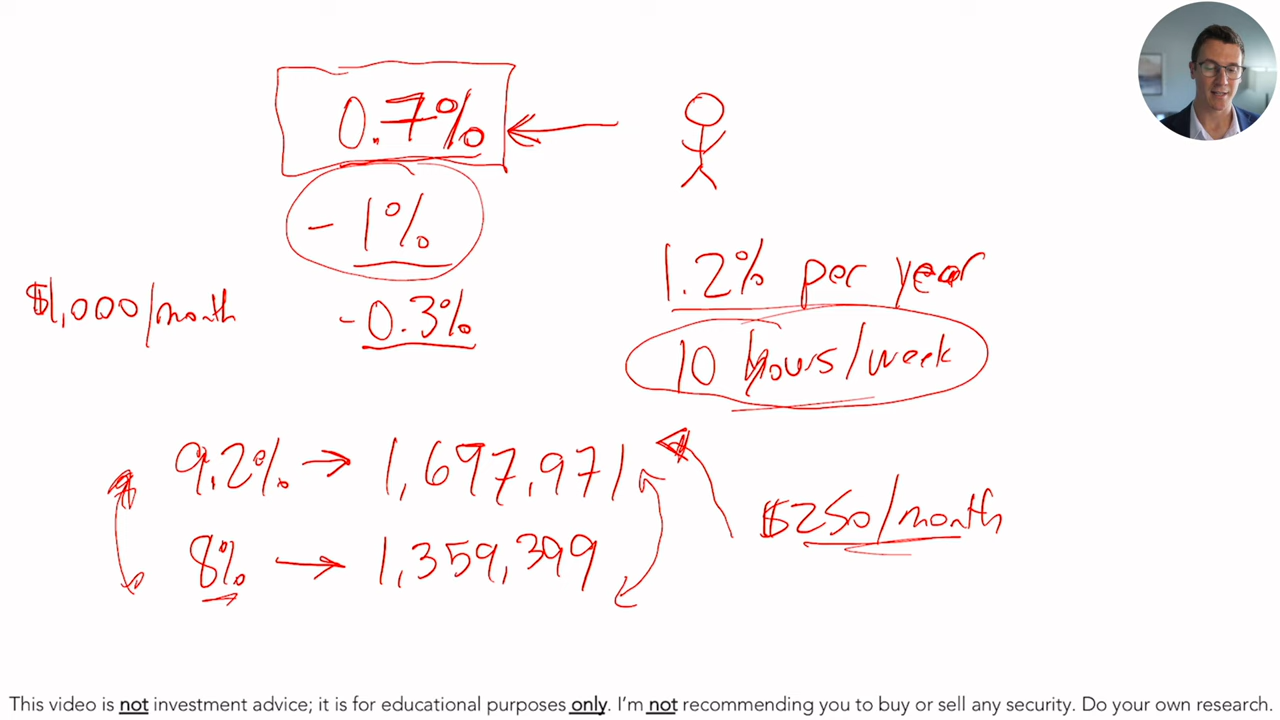 0.7%
- 1%
1.2% per year
$1,000/month
- 0.3%
10 hours/week
9.2% → 1,697,971
$250/month
8% → 1,359,399
This video is not investment advice; it is for educational purposes only. I'm not recommending you to buy or sell any security. Do your own research.